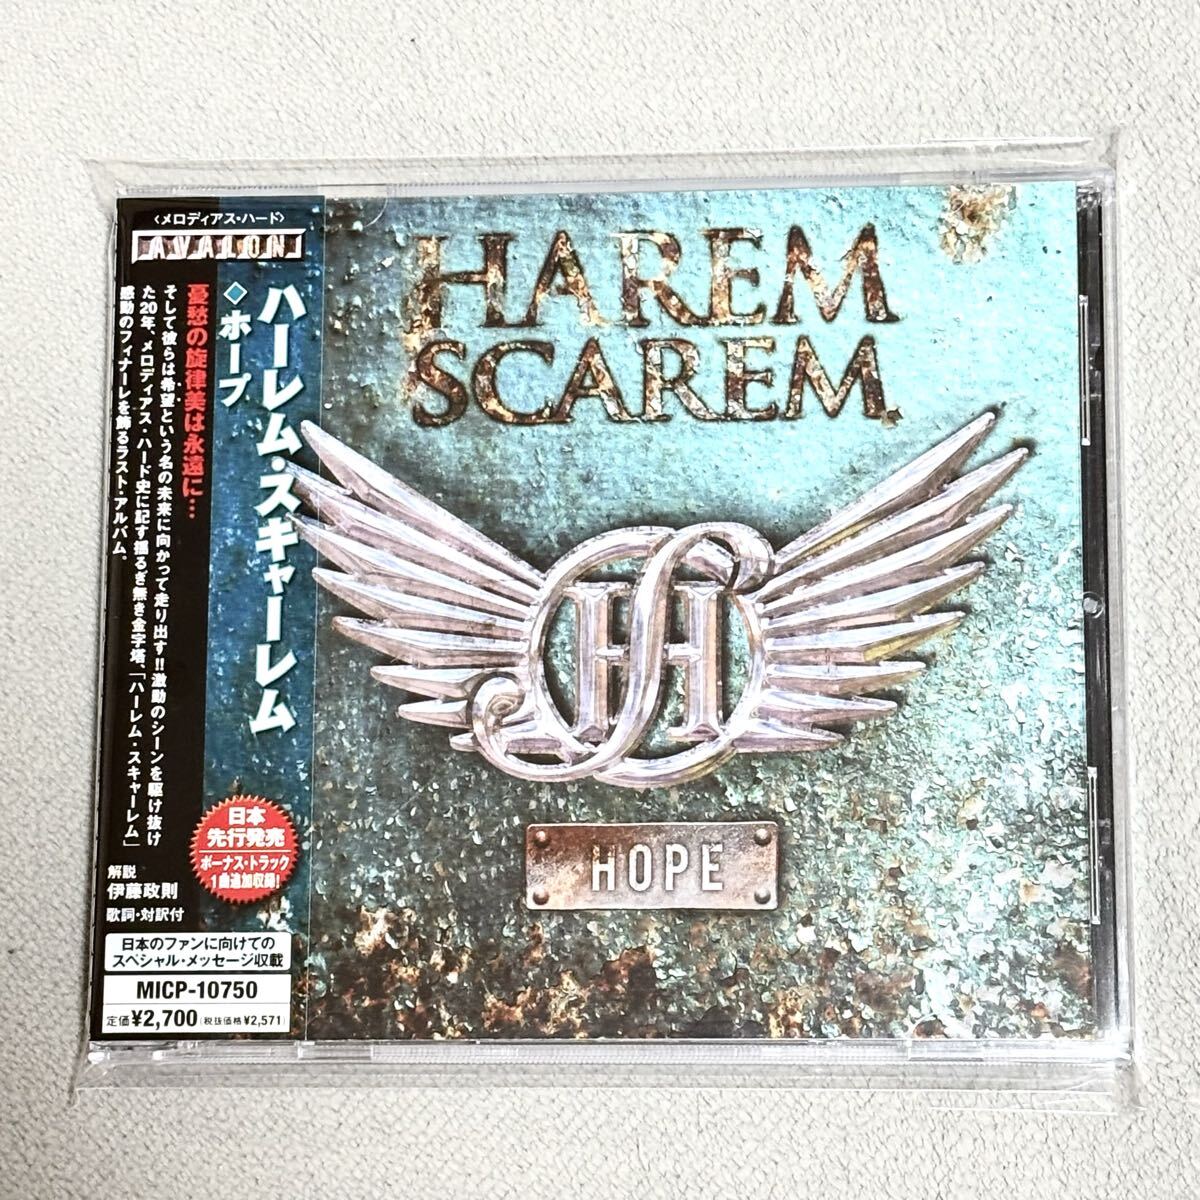 〈メロディアス・ハード〉
AVALON
ハーレム・スキャーレム
◆ホープ
憂愁の旋律美は永遠に…
そして彼らは希望という名の未来に向かって走り出す!!激動のシーンを駆け抜け
た20年、メロディアス・ハード史に記す揺るぎ無き金字塔、「ハーレム・スキャーレム」
感動のフィナーレを飾るラスト・アルバム。
日本
先行発売
ボーナス・トラック
1曲追加収録!
解説
伊藤政則
歌詞・対訳付
日本のファンに向けての
スペシャル・メッセージ収載
MICP-10750
定価¥2,700(税抜価格¥2,571)
HAREM
SCAREM
HS
HOPE